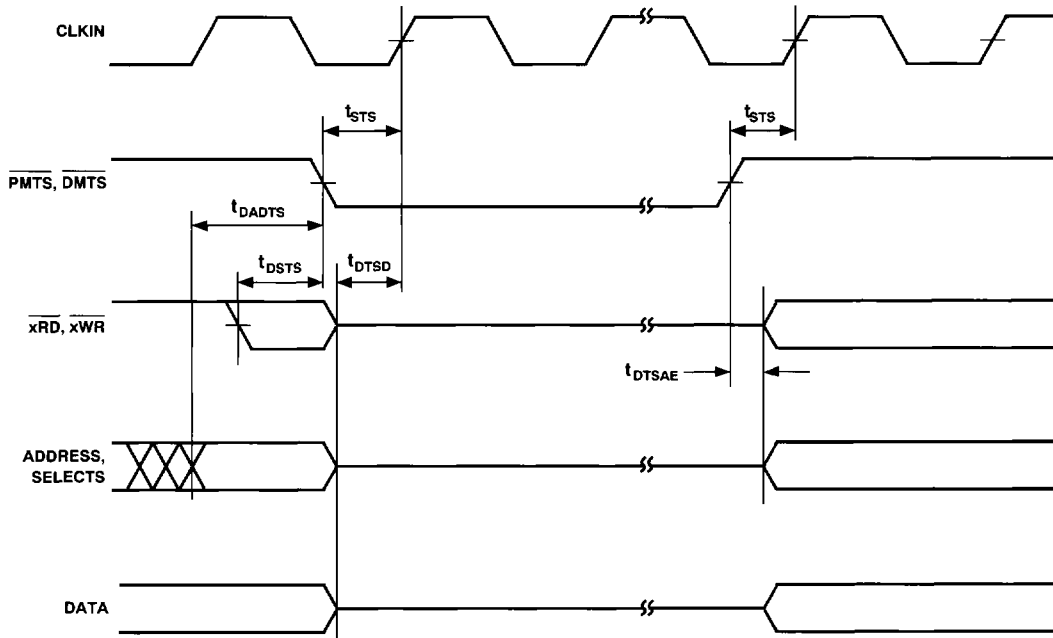 CLKIN
tSTS
tSTS
PMTS, DMTS
tDADTS
tDSTS
tDTSD
xRD, xWR
tDTSAE
ADDRESS,
SELECTS
DATA